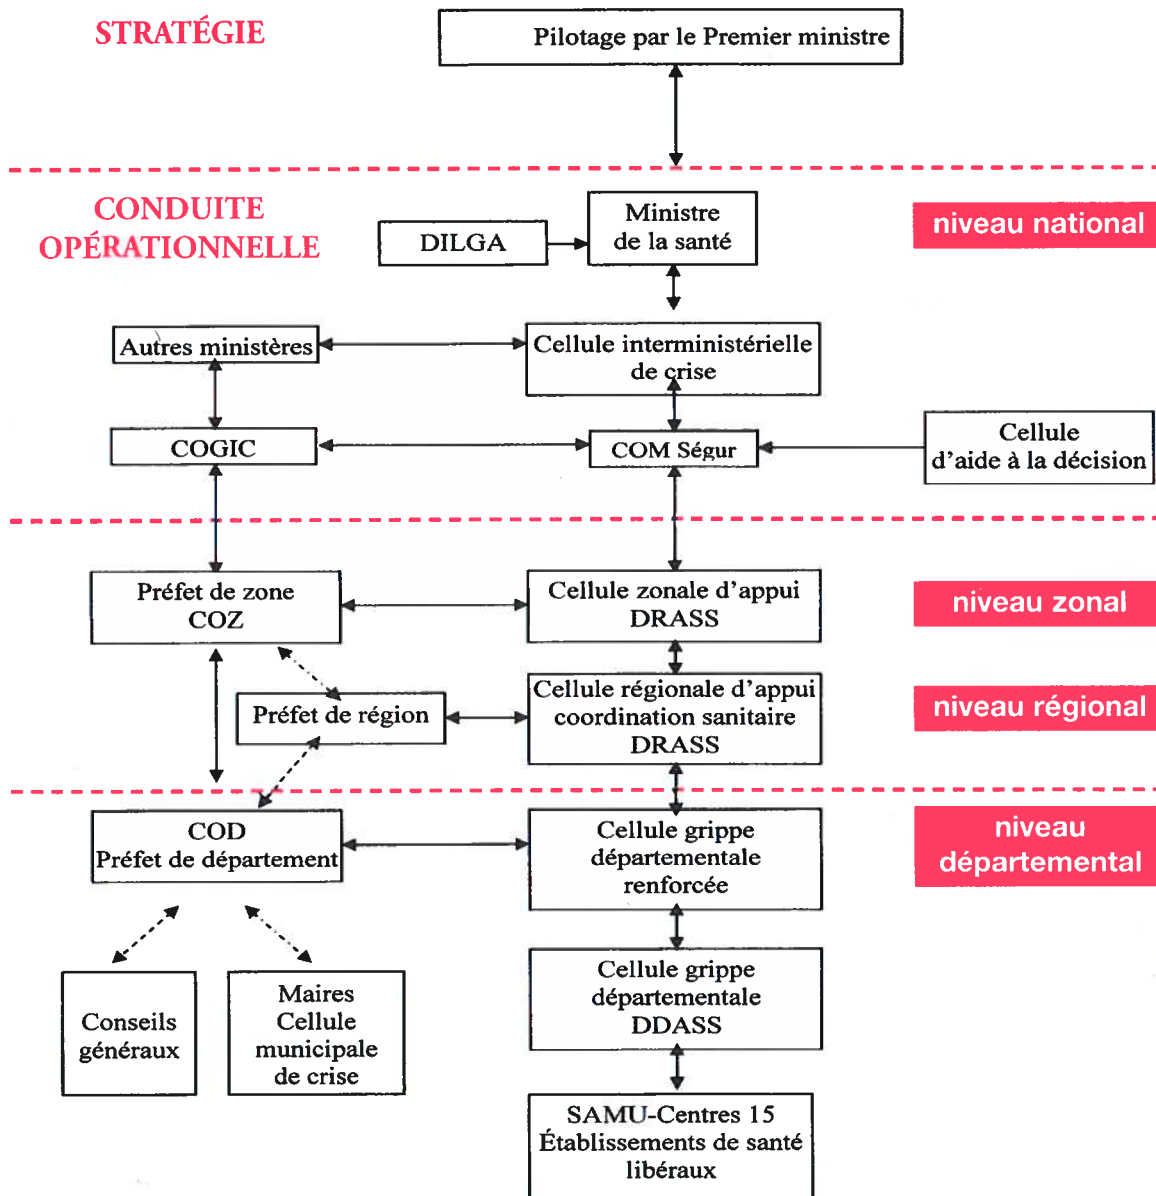 STRATÉGIE
Pilotage par le Premier ministre
CONDUITE
OPÉRATIONNELLE
DILGA
Ministre
de la santé
niveau national
Autres ministères
Cellule interministérielle
de crise
COGIC
COM Ségur
Cellule
d'aide à la décision
Préfet de zone
COZ
Cellule zonale d'appui
DRASS
niveau zonal
Préfet de région
Cellule régionale d'appui
coordination sanitaire
DRASS
niveau régional
COD
Préfet de département
Cellule grippe
départementale
renforcée
niveau
départemental
Conseils
généraux
Maires
Cellule
municipale
de crise
Cellule grippe
départementale
DDASS
SAMU-Centres 15
Établissements de santé
libéraux